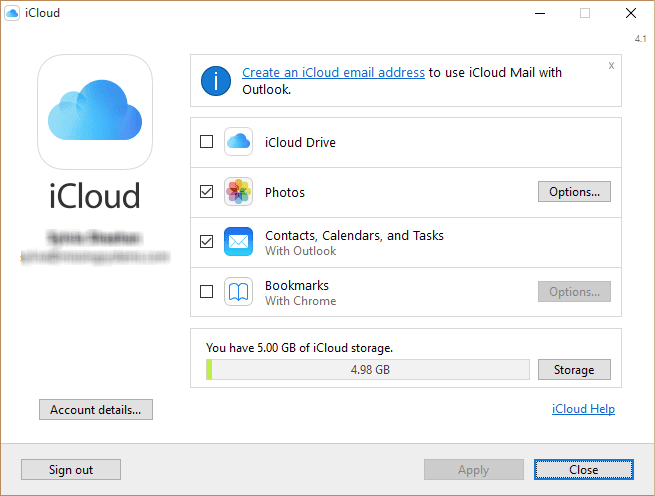 iCloud
4.1
iCloud
Create an iCloud email address to use iCloud Mail with
Outlook.
x
iCloud Drive
Photos
Options...
Contacts, Calendars, and Tasks
With Outlook
Bookmarks
With Chrome
Options...
You have 5.00 GB of iCloud storage.
4.98 GB
Storage
Account details...
iCloud Help
Sign out
Apply
Close